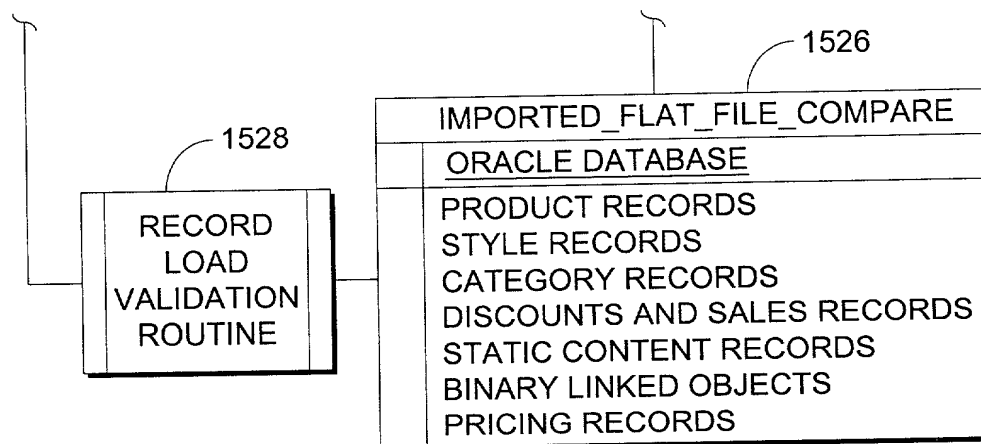 1526
IMPORTED_FLAT_FILE_COMPARE
1528
ORACLE DATABASE
RECORD
LOAD
VALIDATION
ROUTINE
PRODUCT RECORDS
STYLE RECORDS
CATEGORY RECORDS
DISCOUNTS AND SALES RECORDS
STATIC CONTENT RECORDS
BINARY LINKED OBJECTS
PRICING RECORDS